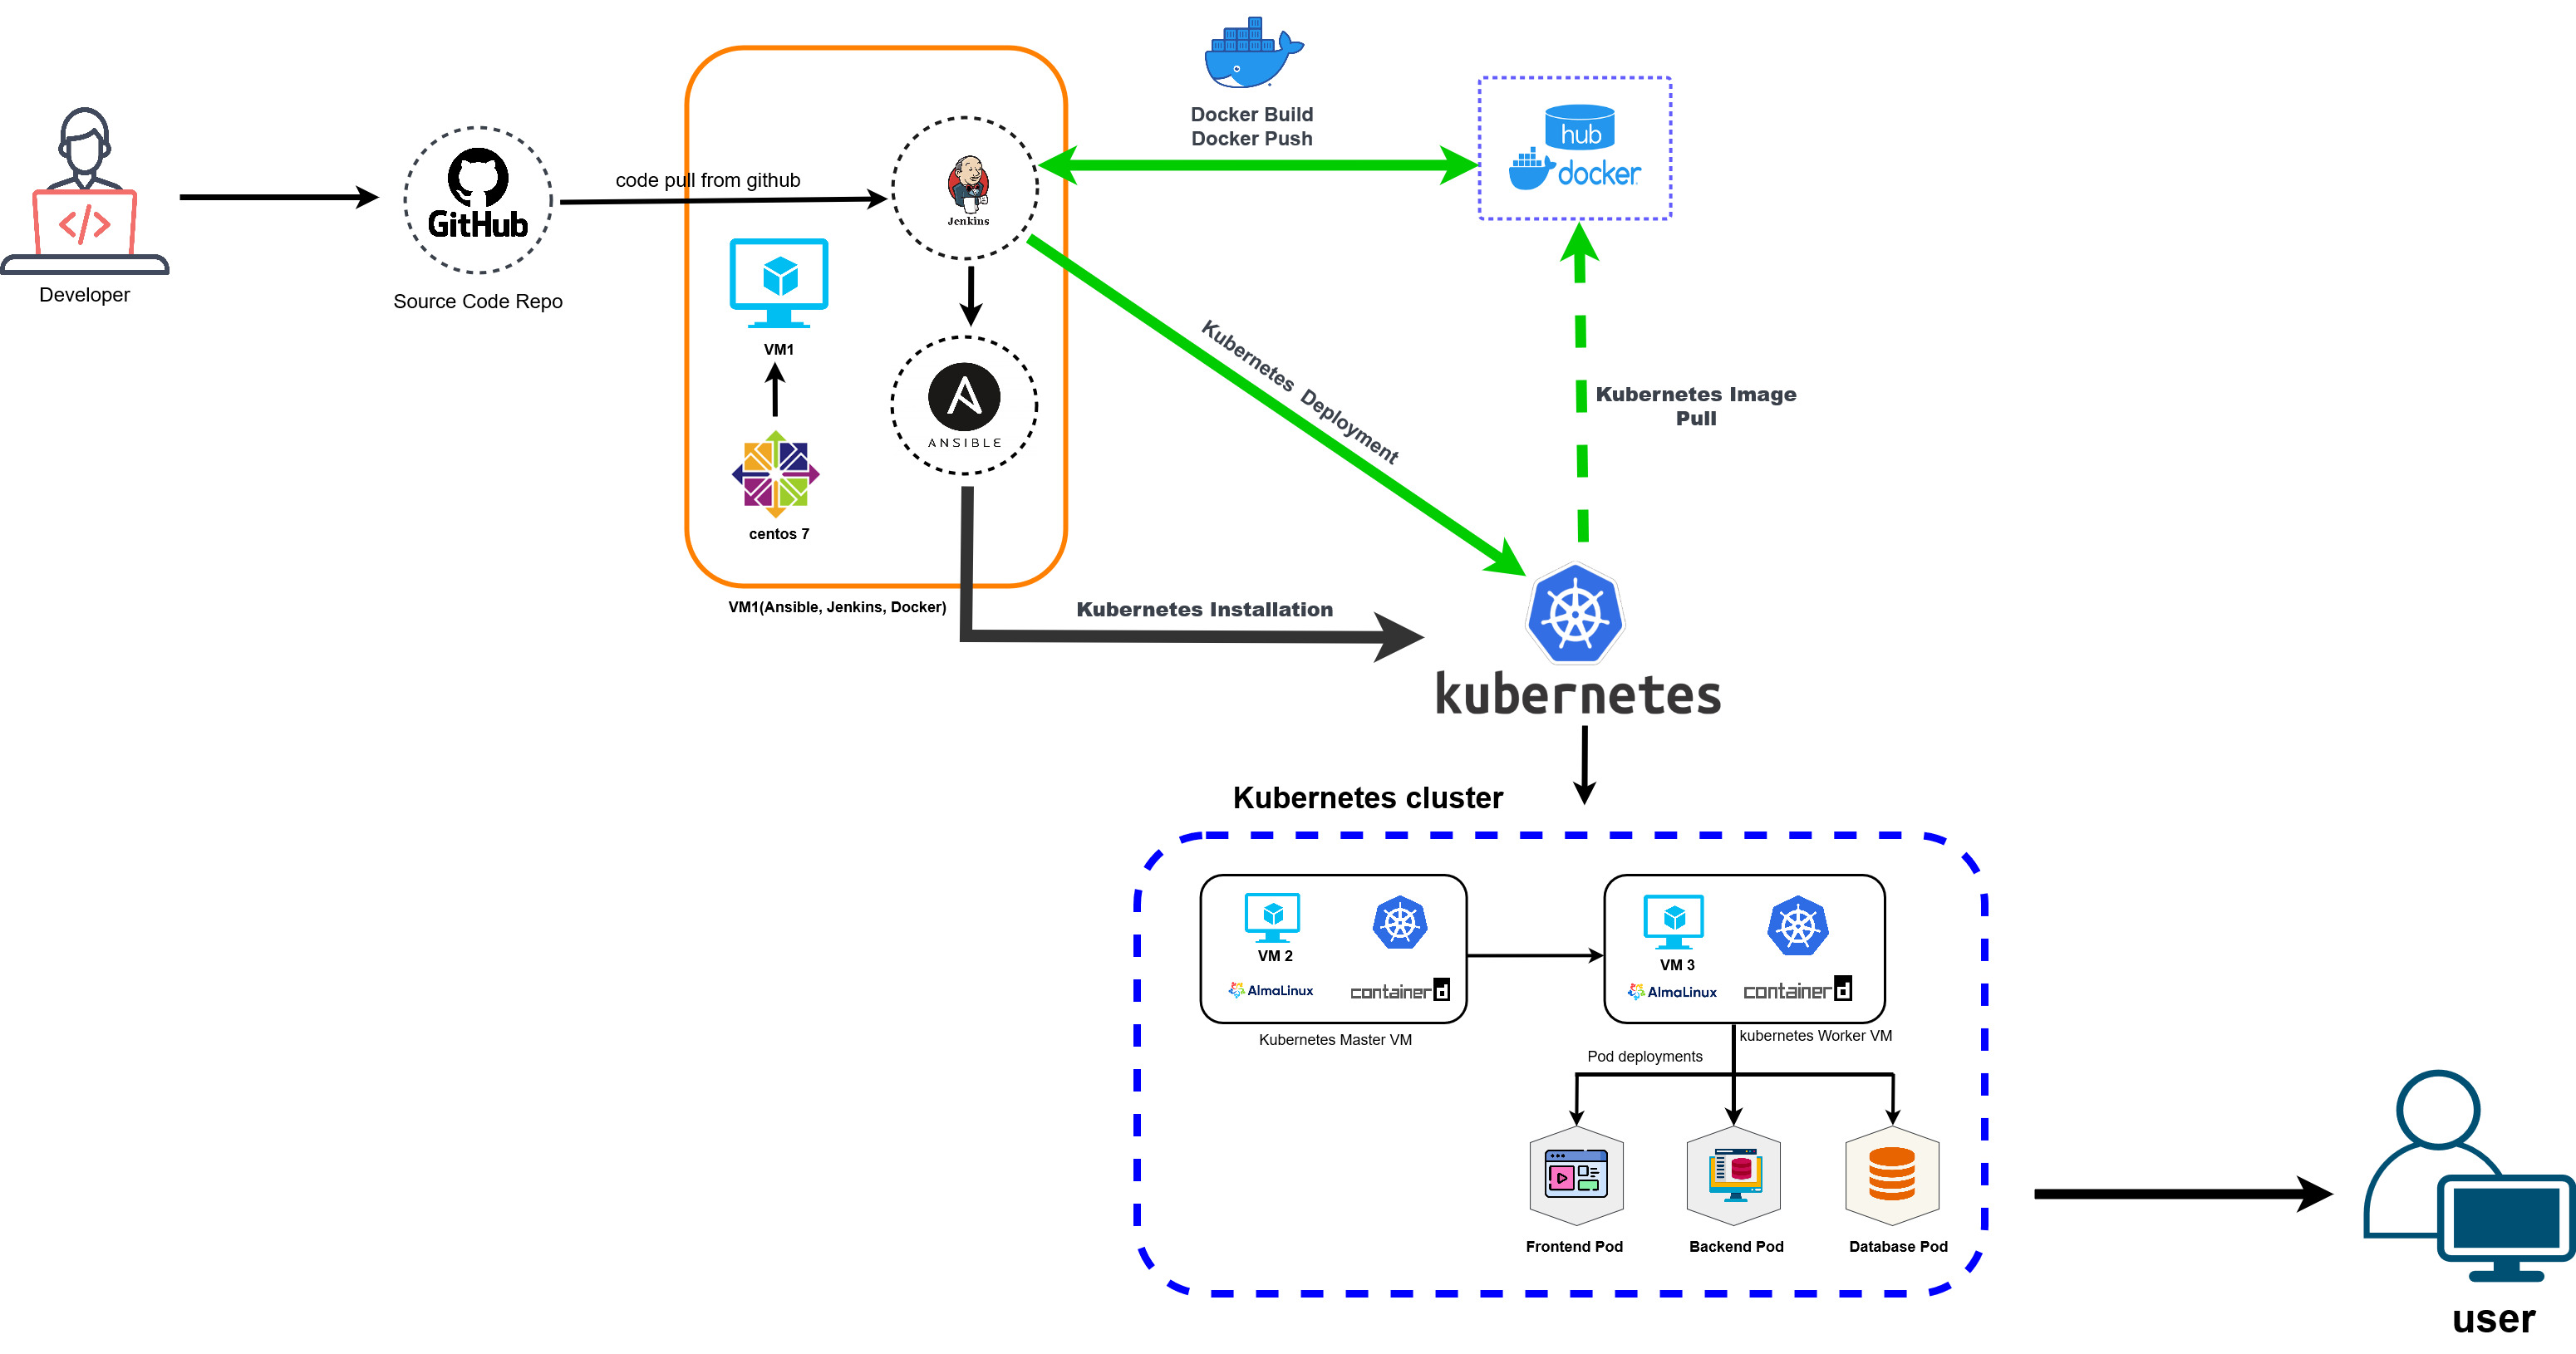 Developer
</>
GitHub
Source Code Repo
code pull from github
Jenkins
VM1
ANSIBLE
centos 7
VM1(Ansible, Jenkins, Docker)
Docker Build
Docker Push
hub
docker
Kubernetes Deployment
Kubernetes Image
Pull
Kubernetes Installation
kubernetes
Kubernetes cluster
VM 2
AlmaLinux
containerd
Kubernetes Master VM
VM 3
AlmaLinux
containerd
kubernetes Worker VM
Pod deployments
Frontend Pod
Backend Pod
Database Pod
user